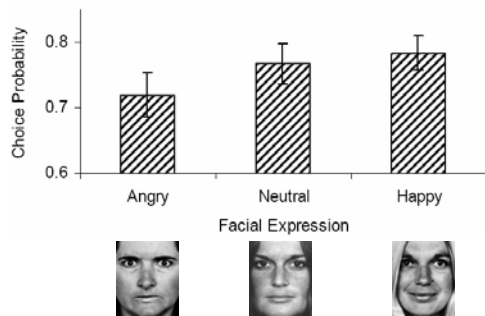 Choice Probability
0.8
0.7
0.6
Angry Neutral Happy
Facial Expression